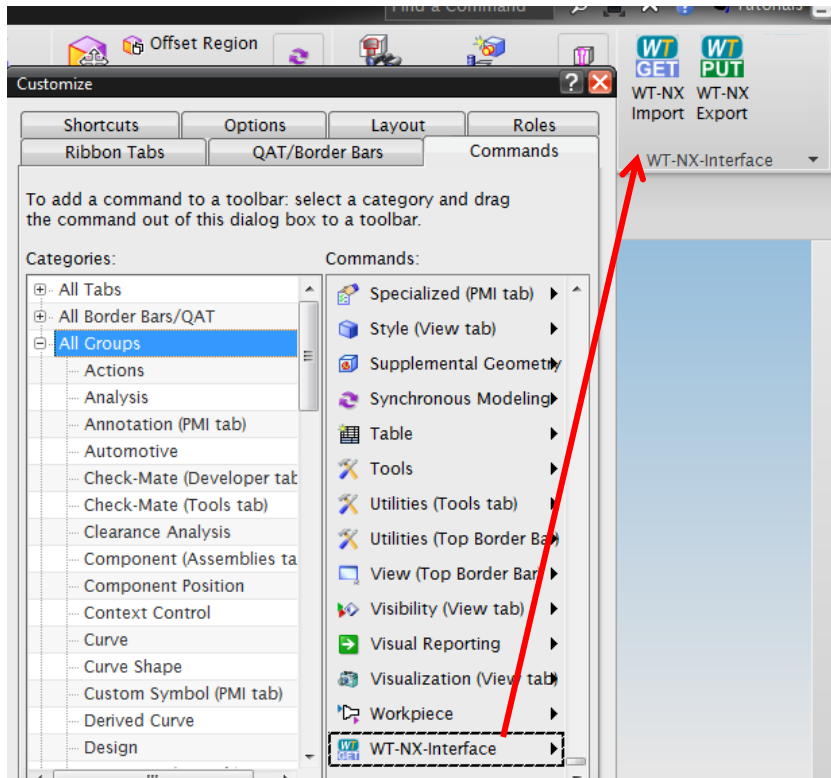 Find a Command
Tutorials
Offset Region
WT
GET
WT
PUT
WT-NX
Import
WT-NX
Export
WT-NX-Interface
Customize
?
Shortcuts
Options
Layout
Roles
Ribbon Tabs
QAT/Border Bars
Commands
To add a command to a toolbar: select a category and drag
the command out of this dialog box to a toolbar.
Categories:
All Tabs
All Border Bars/QAT
All Groups
Actions
Analysis
Annotation (PMI tab)
Automotive
Check-Mate (Developer tab
Check-Mate (Tools tab)
Clearance Analysis
Component (Assemblies ta
Component Position
Context Control
Curve
Curve Shape
Custom Symbol (PMI tab)
Derived Curve
Design
Commands:
Specialized (PMI tab)
Style (View tab)
Supplemental Geometry
Synchronous Modeling
Table
Tools
Utilities (Tools tab)
Utilities (Top Border Bar)
View (Top Border Bar)
Visibility (View tab)
Visual Reporting
Visualization (View tab)
Workpiece
WT
GET
WT-NX-Interface